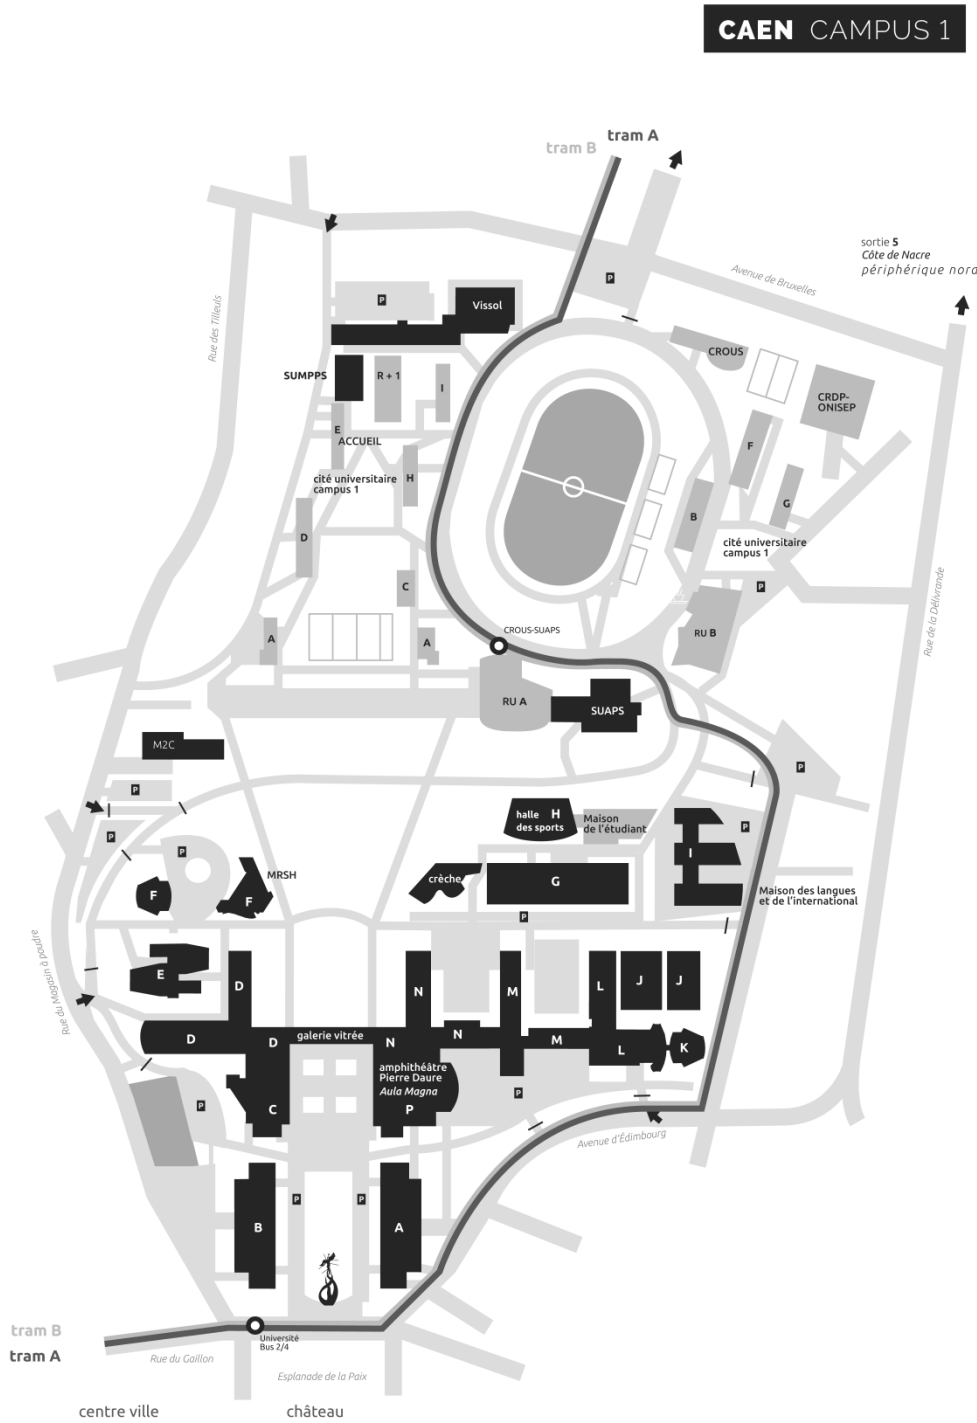 CAEN CAMPUS 1
tram A
tram B
sortie 5
Côte de Nacre
périphérique nord
Avenue de Bruxelles
Rue des Tilleuls
P
P
Vissol
CROUS
SUMPPS
R + 1
I
CRDP-
ONISEP
E
ACCUEIL
F
cité universitaire
campus 1
H
G
B
D
cité universitaire
campus 1
C
P
Rue de la Délivrande
CROUS-SUAPS
A
A
RU B
RU A
SUAPS
M2C
P
P
halle H
des sports
Maison
de l'étudiant
P
P
P
I
MRSH
crèche
G
F
F
Maison des langues
et de l'international
P
Rue du Magasin à poudre
E
D
N
M
L
J
J
D
D
galerie vitrée
N
N
M
L
K
amphithéâtre
Pierre Daure
Aula Magna
P
P
C
P
Avenue d'Édimbourg
P
P
B
A
tram B
tram A
Université
Bus 2/4
Rue du Gaillon
Esplanade de la Paix
centre ville
château